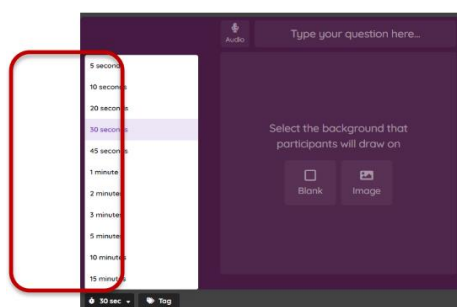 Audio
Type your question here...
5 seconds
10 seconds
20 seconds
30 seconds
45 seconds
1 minute
2 minutes
3 minutes
5 minutes
10 minutes
15 minutes
Select the background that
participants will draw on
Blank
Image
30 sec
Tag